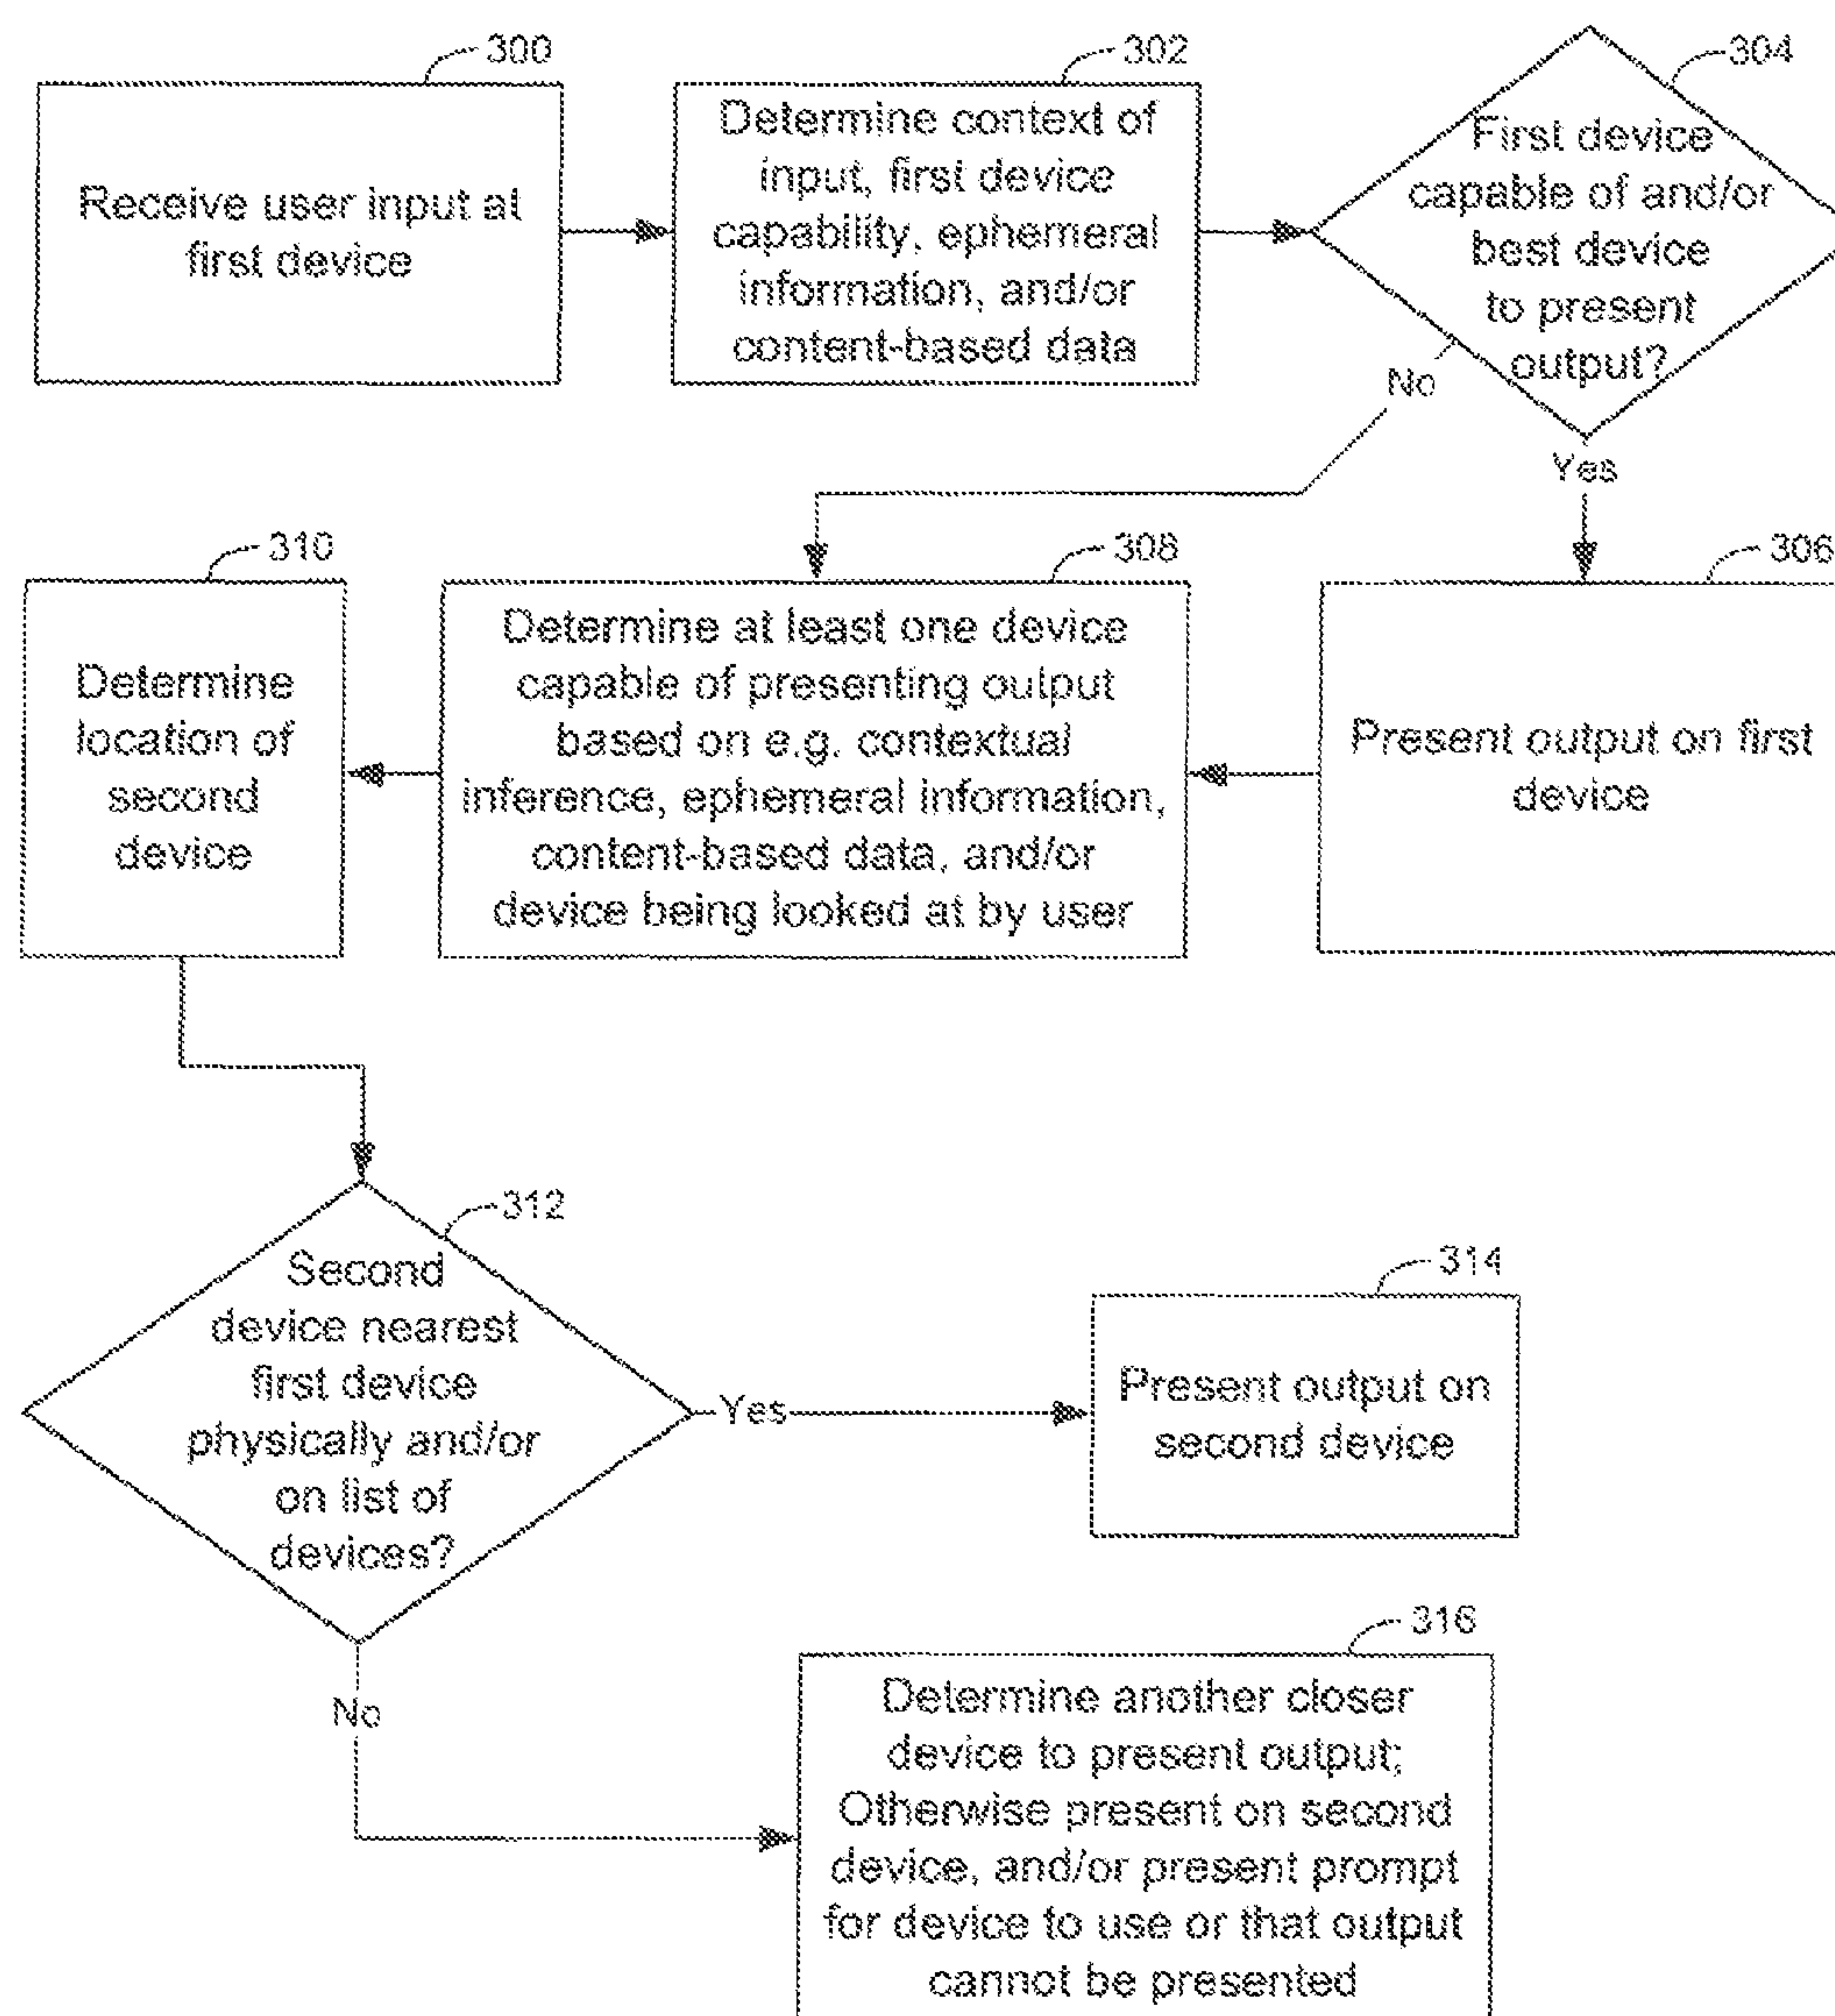 300
Receive user input at
first device
302
Determine context of
input, first device
capability, ephemeral
information, and/or
content-based data
304
First device
capable of and/or
best device
to present
output?
No
Yes
310
Determine
location of
second
device
308
Determine at least one device
capable of presenting output
based on e.g. contextual
inference, ephemeral information,
content-based data, and/or
device being looked at by user
306
Present output on first
device
312
Second
device nearest
first device
physically and/or
on list of
devices?
Yes
314
Present output on
second device
No
316
Determine another closer
device to present output;
Otherwise present on second
device, and/or present prompt
for device to use or that output
cannot be presented